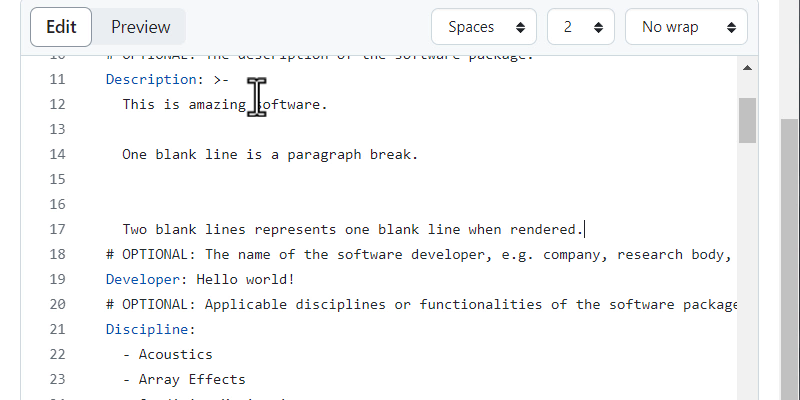 Edit Preview Spaces 2 No wrap
10 # OPTIONAL: The description of the software package.
11 Description: >-
12 This is amazing software.
13
14 One blank line is a paragraph break.
15
16
17 Two blank lines represents one blank line when rendered.
18 # OPTIONAL: The name of the software developer, e.g. company, research body,
19 Developer: Hello world!
20 # OPTIONAL: Applicable disciplines or functionalities of the software package
21 Discipline:
22 - Acoustics
23 - Array Effects